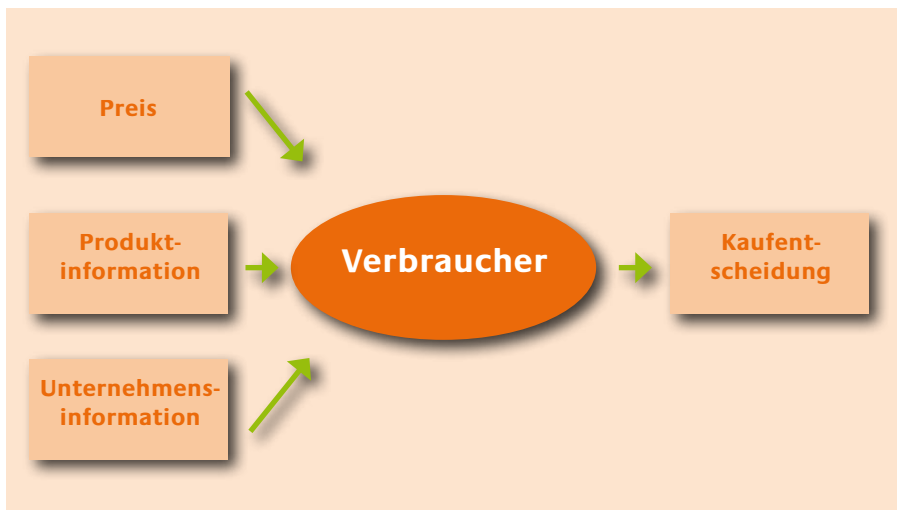 Preis
Produkt-
information
Unternehmens-
information
Verbraucher
Kaufent-
scheidung